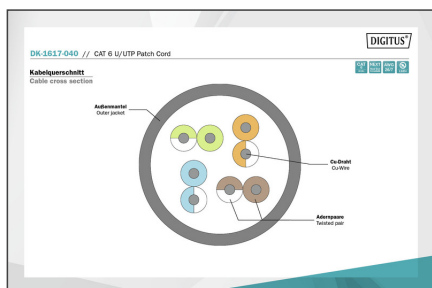 DIGITUS®
DK-1617-040 // CAT 6 U/UTP Patch Cord
Kabelquerschnitt
Cable cross section
Außenmantel
Outer jacket
Cu-Draht
Cu-Wire
Adernpaare
Twisted pair